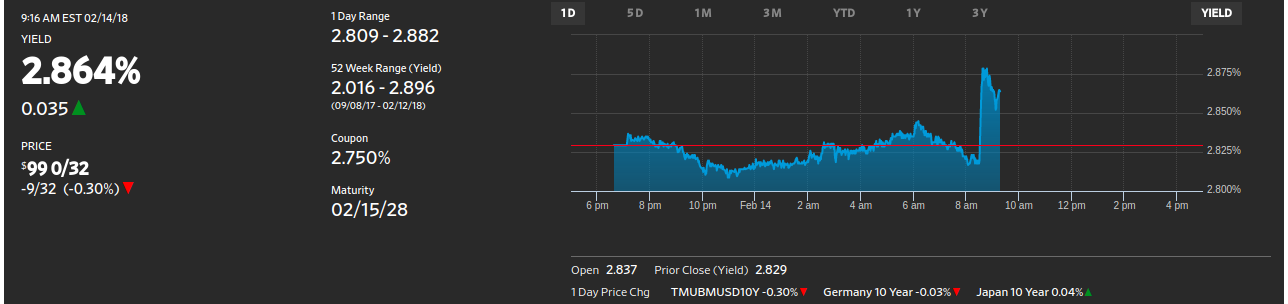 9:16 AM EST 02/14/18
YIELD
2.864%
0.035
PRICE
$99 0/32
-9/32 (-0.30%)
1 Day Range
2.809 - 2.882
52 Week Range (Yield)
2.016 - 2.896
(09/08/17 - 02/12/18)
Coupon
2.750%
Maturity
02/15/28
1D 5D 1M 3M YTD 1Y 3Y YIELD
2.875%
2.850%
2.825%
2.800%
6 pm 8 pm 10 pm Feb 14 2 am 4 am 6 am 8 am 10 am 12 pm 2 pm 4 pm
Open 2.837 Prior Close (Yield) 2.829
1 Day Price Chg TMUBMUSD10Y -0.30% Germany 10 Year -0.03% Japan 10 Year 0.04%